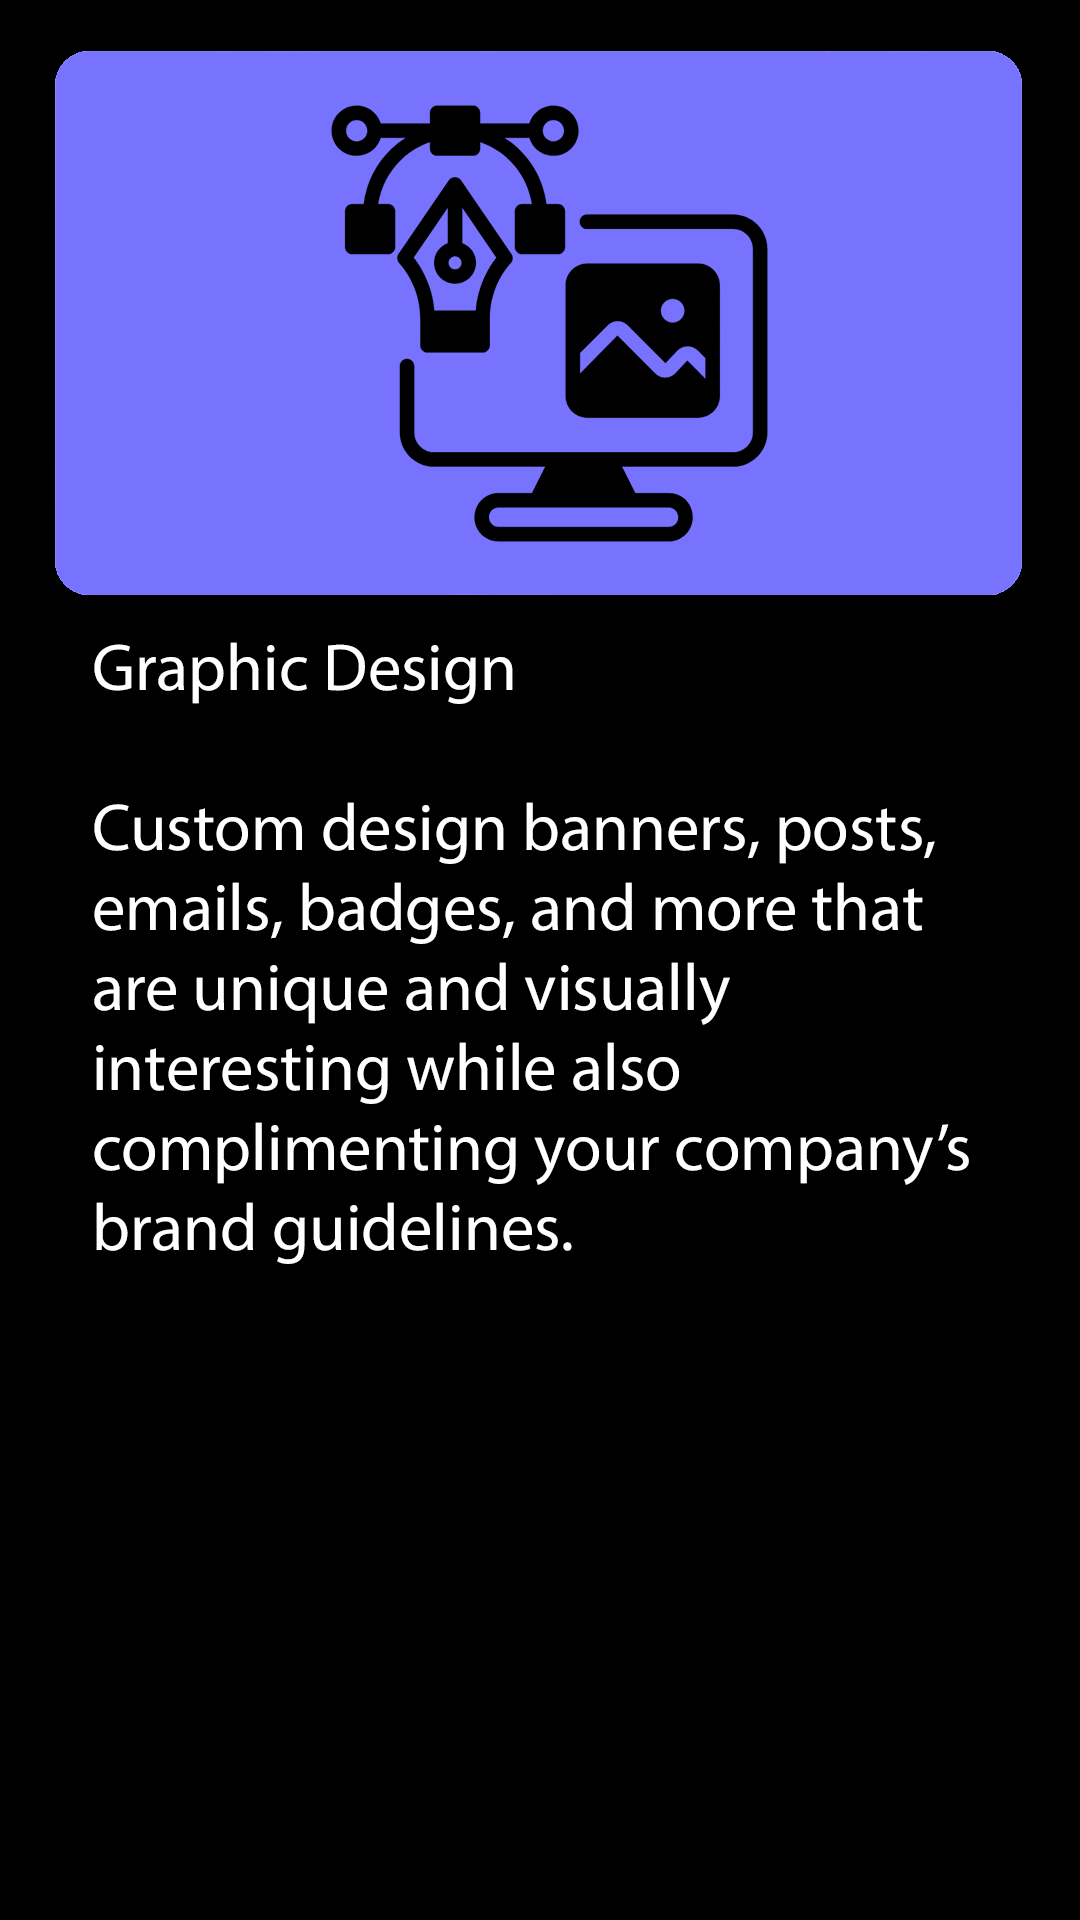 Graphic Design
Custom design banners, posts,
emails, badges, and more that
are unique and visually
interesting while also
complimenting your company’s
brand guidelines.